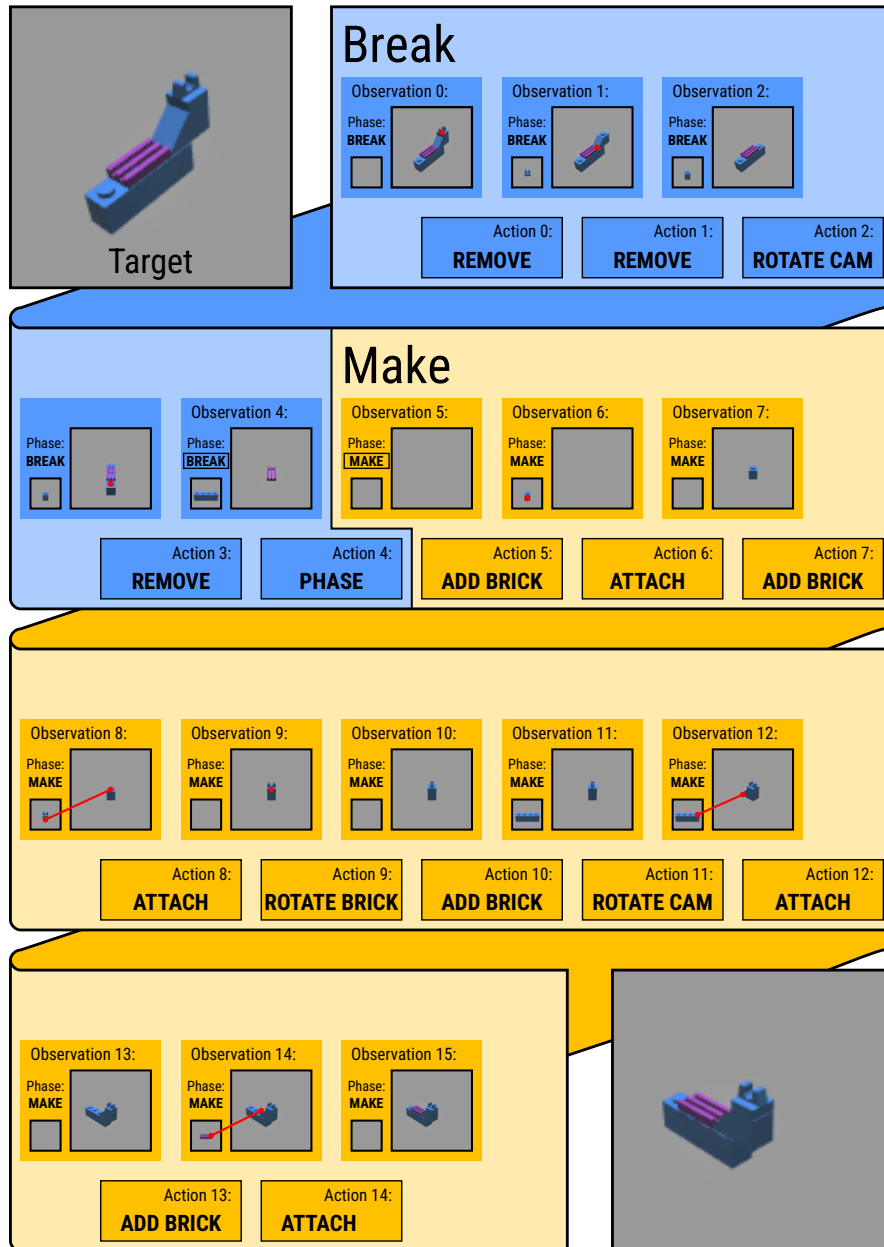 Target
Break
Observation 0:
Phase:
BREAK
Observation 1:
Phase:
BREAK
Observation 2:
Phase:
BREAK
Action 0:
REMOVE
Action 1:
REMOVE
Action 2:
ROTATE CAM
Phase:
BREAK
Observation 4:
Phase:
BREAK
Action 3:
REMOVE
Action 4:
PHASE
Make
Observation 5:
Phase:
MAKE
Observation 6:
Phase:
MAKE
Observation 7:
Phase:
MAKE
Action 5:
ADD BRICK
Action 6:
ATTACH
Action 7:
ADD BRICK
Observation 8:
Phase:
MAKE
Observation 9:
Phase:
MAKE
Observation 10:
Phase:
MAKE
Observation 11:
Phase:
MAKE
Observation 12:
Phase:
MAKE
Action 8:
ATTACH
Action 9:
ROTATE BRICK
Action 10:
ADD BRICK
Action 11:
ROTATE CAM
Action 12:
ATTACH
Observation 13:
Phase:
MAKE
Observation 14:
Phase:
MAKE
Observation 15:
Phase:
MAKE
Action 13:
ADD BRICK
Action 14:
ATTACH